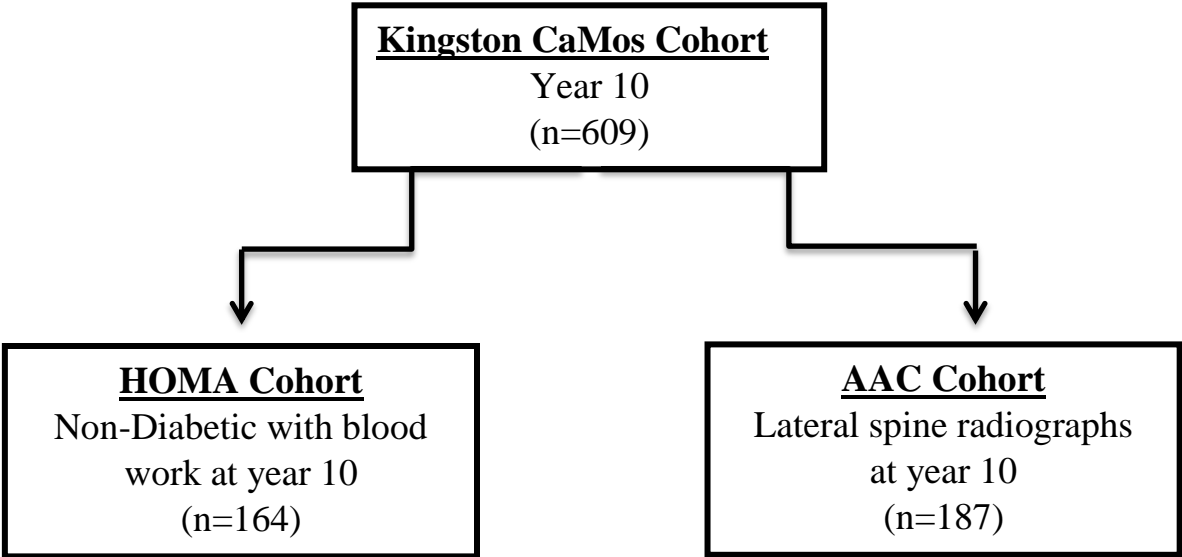 Kingston CaMos Cohort
Year 10
(n=609)
HOMA Cohort
Non-Diabetic with blood
work at year 10
(n=164)
AAC Cohort
Lateral spine radiographs
at year 10
(n=187)